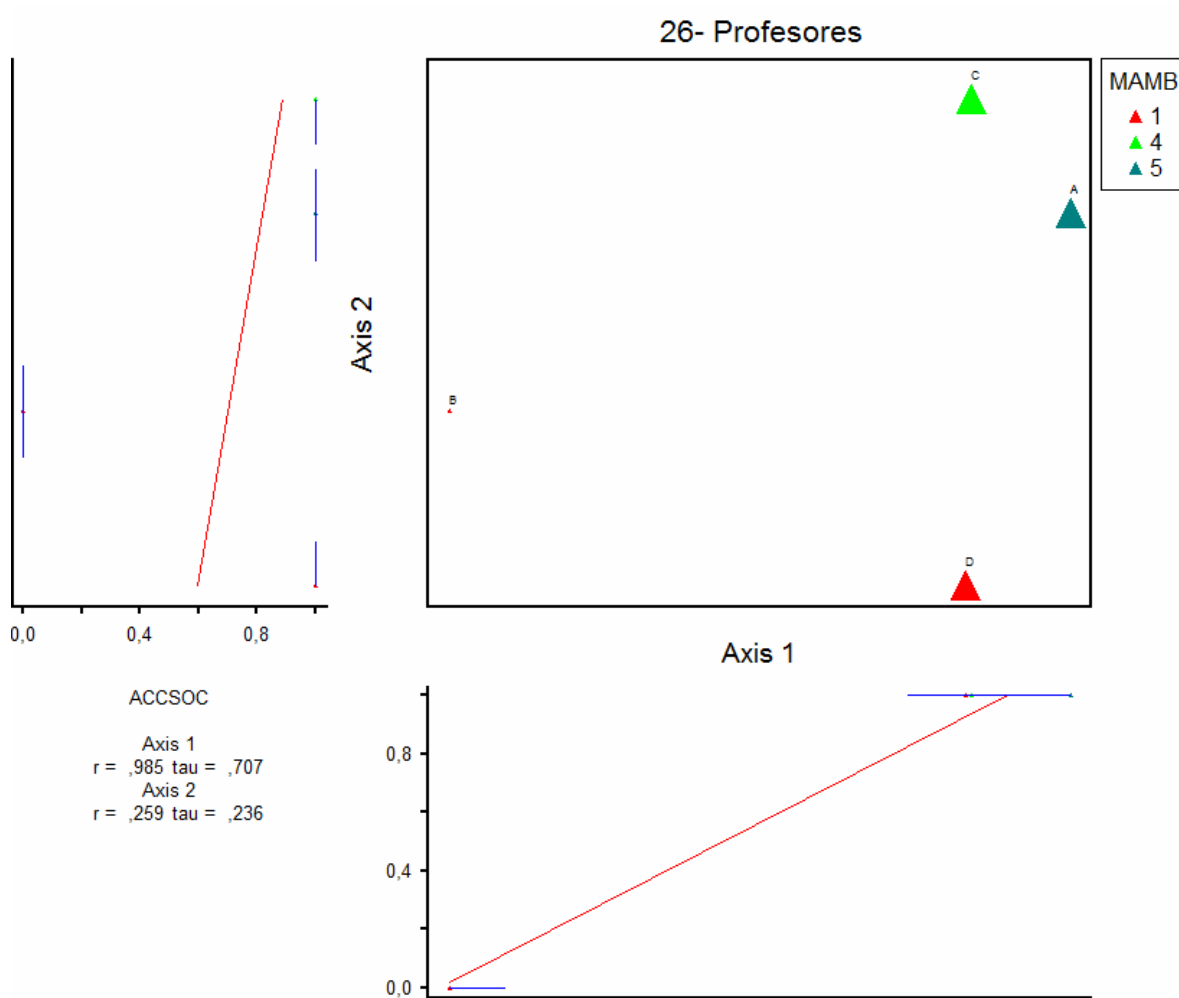 26- Profesores
C
A
B
D
MAMB
1
4
5
Axis 2
0,0 0,4 0,8
Axis 1
ACCSOC
Axis 1
r = ,985 tau = ,707
Axis 2
r = ,259 tau = ,236
0,8
0,4
0,0